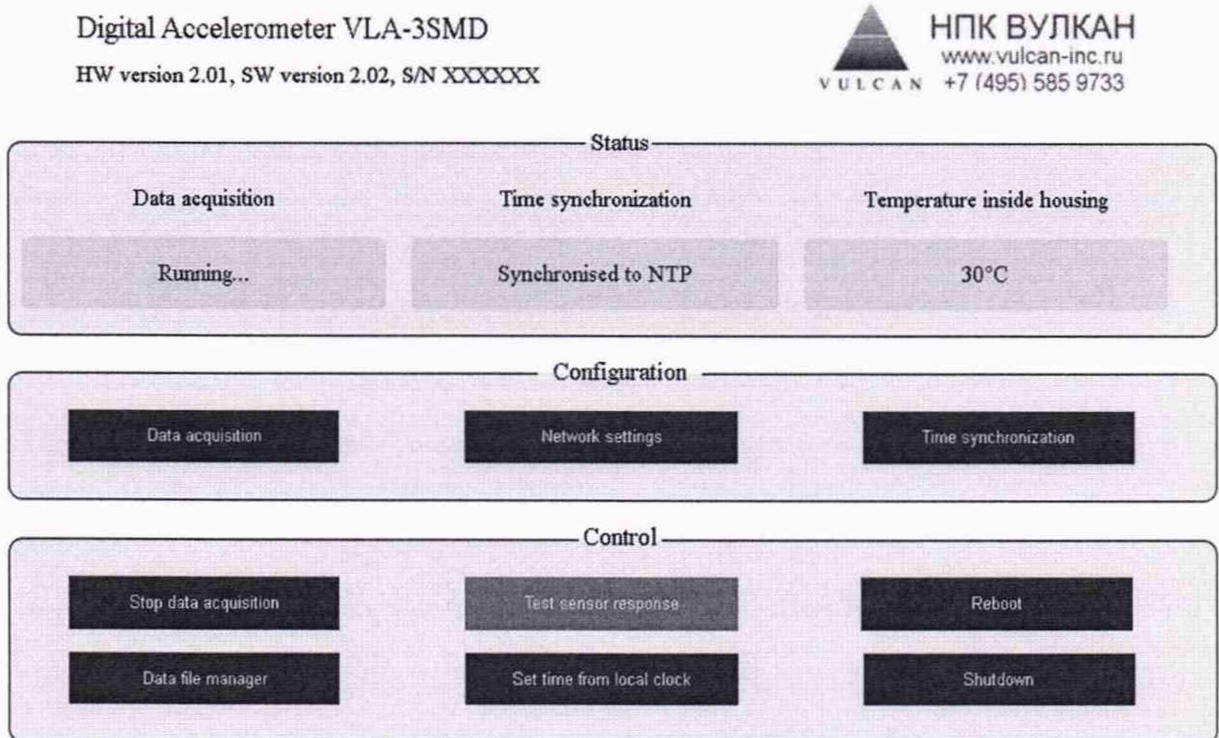 Digital Accelerometer VLA-3SMD
HW version 2.01, SW version 2.02, S/N XXXXXX
VULCAN
НПК ВУЛКАН
www.vulcan-inc.ru
+7 (495) 585 9733
Status
Data acquisition
Time synchronization
Temperature inside housing
Running...
Synchronised to NTP
30°C
Configuration
Data acquisition
Network settings
Time synchronization
Control
Stop data acquisition
Test sensor response
Reboot
Data file manager
Set time from local clock
Shutdown